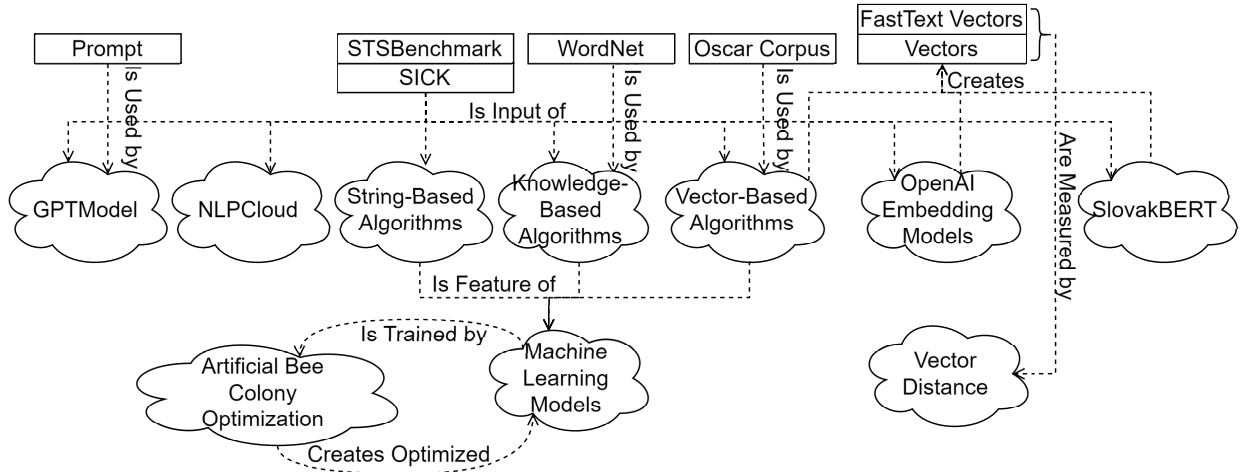 FastText Vectors
Prompt
STSBenchmark
WordNet
Oscar Corpus
Vectors
SICK
Creates
Is Used by
Is Used by
Is Used by
Is Input of
Are Measured by
GPTModel
NLPCloud
String-Based
Algorithms
Knowledge-
Based
Algorithms
Vector-Based
Algorithms
OpenAI
Embedding
Models
SlovakBERT
Is Feature of
Is Trained by
Artificial Bee
Colony
Optimization
Machine
Learning
Models
Vector
Distance
Creates Optimized